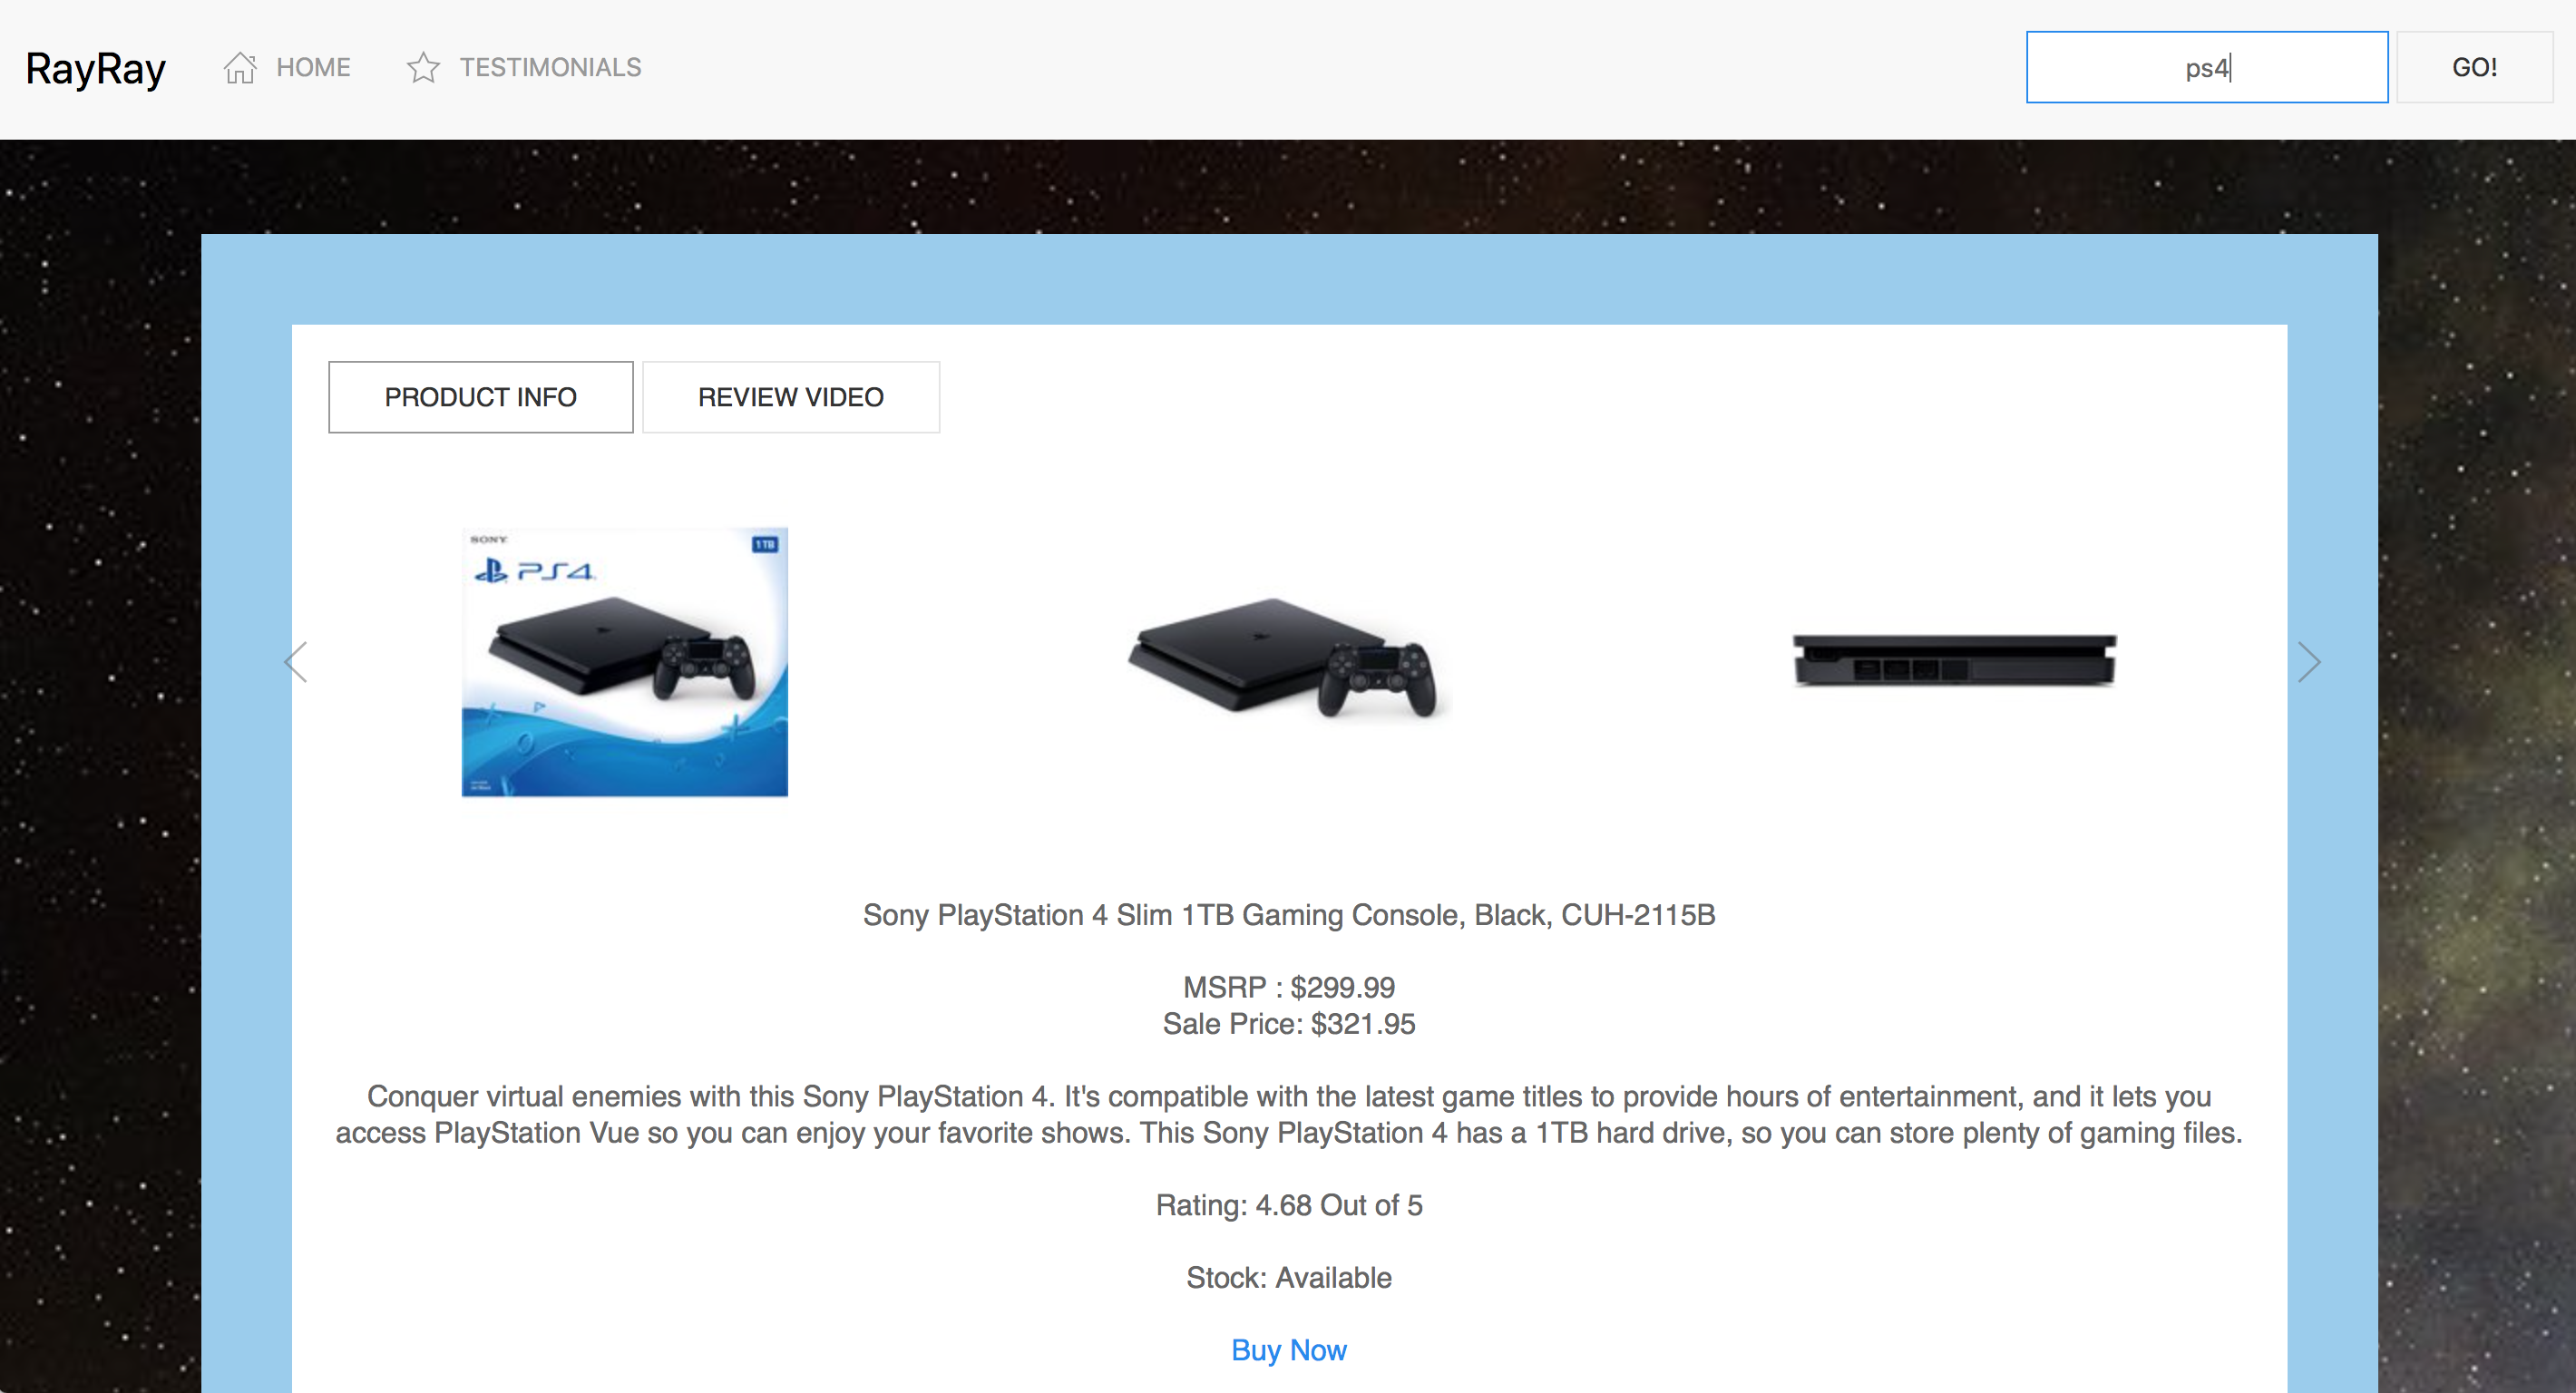 RayRay
HOME
TESTIMONIALS
ps4
GO!
PRODUCT INFO
REVIEW VIDEO
SONY
1TB
PS4
Sony PlayStation 4 Slim 1TB Gaming Console, Black, CUH-2115B
MSRP : $299.99
Sale Price: $321.95
Conquer virtual enemies with this Sony PlayStation 4. It's compatible with the latest game titles to provide hours of entertainment, and it lets you
access PlayStation Vue so you can enjoy your favorite shows. This Sony PlayStation 4 has a 1TB hard drive, so you can store plenty of gaming files.
Rating: 4.68 Out of 5
Stock: Available
Buy Now